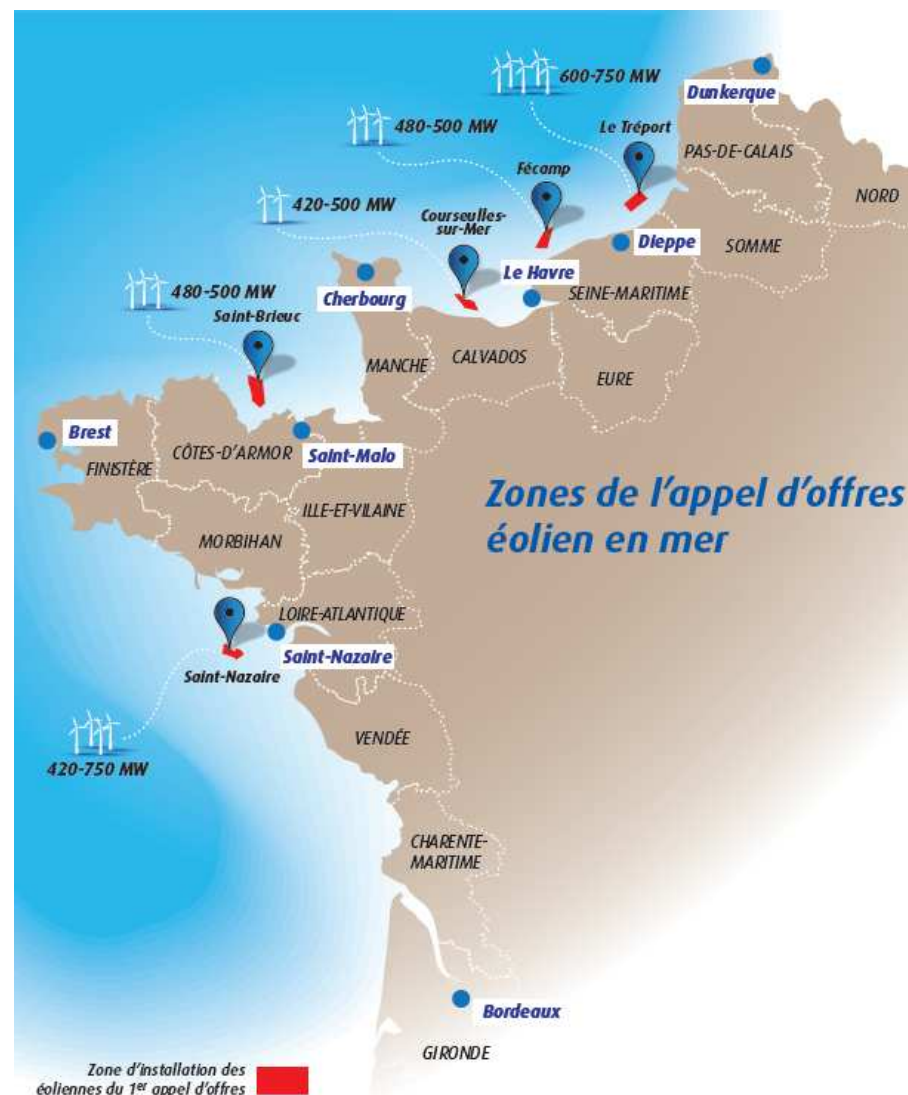 600-750 MW
Dunkerque
480-500 MW
Le Tréport
PAS-DE-CALAIS
Fécamp
NORD
420-500 MW
Courseulles-
sur-Mer
Dieppe
SOMME
Le Havre
Cherbourg
SEINE-MARITIME
480-500 MW
Saint-Brieuc
MANCHE
CALVADOS
EURE
Brest
FINISTÈRE
CÔTES-D'ARMOR
Saint-Malo
ILLE-ET-VILAINE
MORBIHAN
Zones de l'appel d'offres
éolien en mer
LOIRE-ATLANTIQUE
Saint-Nazaire
Saint-Nazaire
VENDÉE
420-750 MW
CHARENTE-
MARITIME
Bordeaux
GIRONDE
Zone d'installation des
éoliennes du 1er appel d'offres